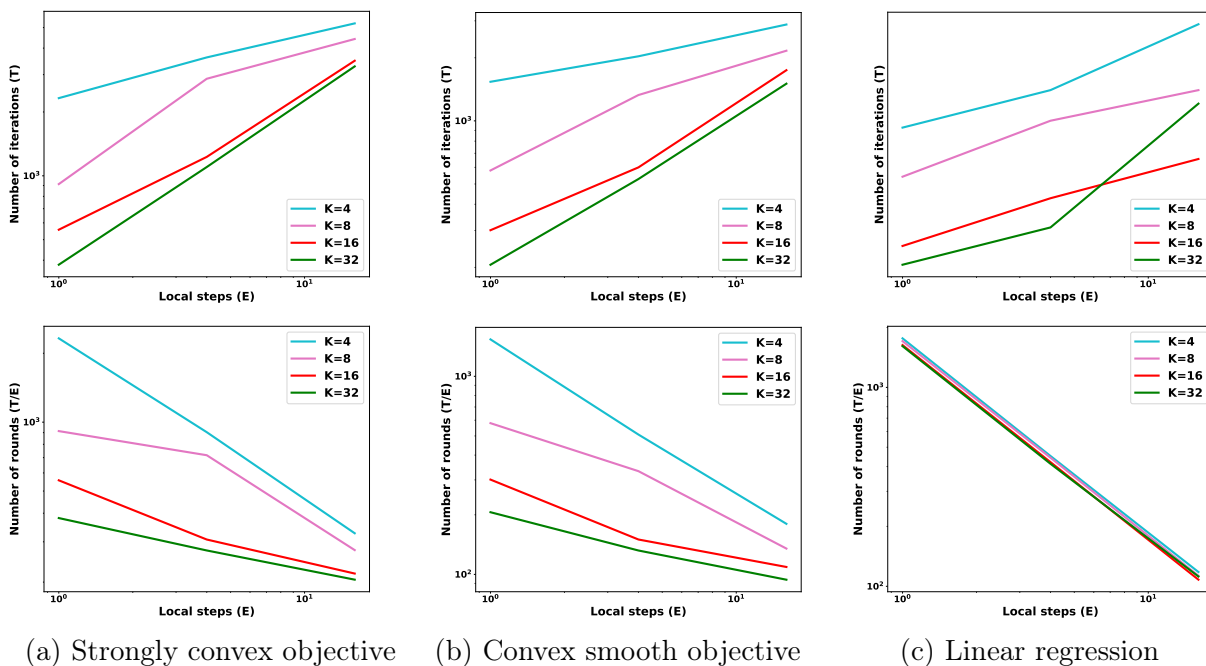 Number of iterations (T)
10³
10⁰
10¹
Local steps (E)
K=4
K=8
K=16
K=32
Number of iterations (T)
10³
10⁰
10¹
Local steps (E)
K=4
K=8
K=16
K=32
Number of iterations (T)
10⁰
10¹
Local steps (E)
K=4
K=8
K=16
K=32
Number of rounds (T/E)
10³
10⁰
10¹
Local steps (E)
K=4
K=8
K=16
K=32
Number of rounds (T/E)
10³
10²
10⁰
10¹
Local steps (E)
K=4
K=8
K=16
K=32
Number of rounds (T/E)
10³
10²
10⁰
10¹
Local steps (E)
K=4
K=8
K=16
K=32
(a) Strongly convex objective
(b) Convex smooth objective
(c) Linear regression